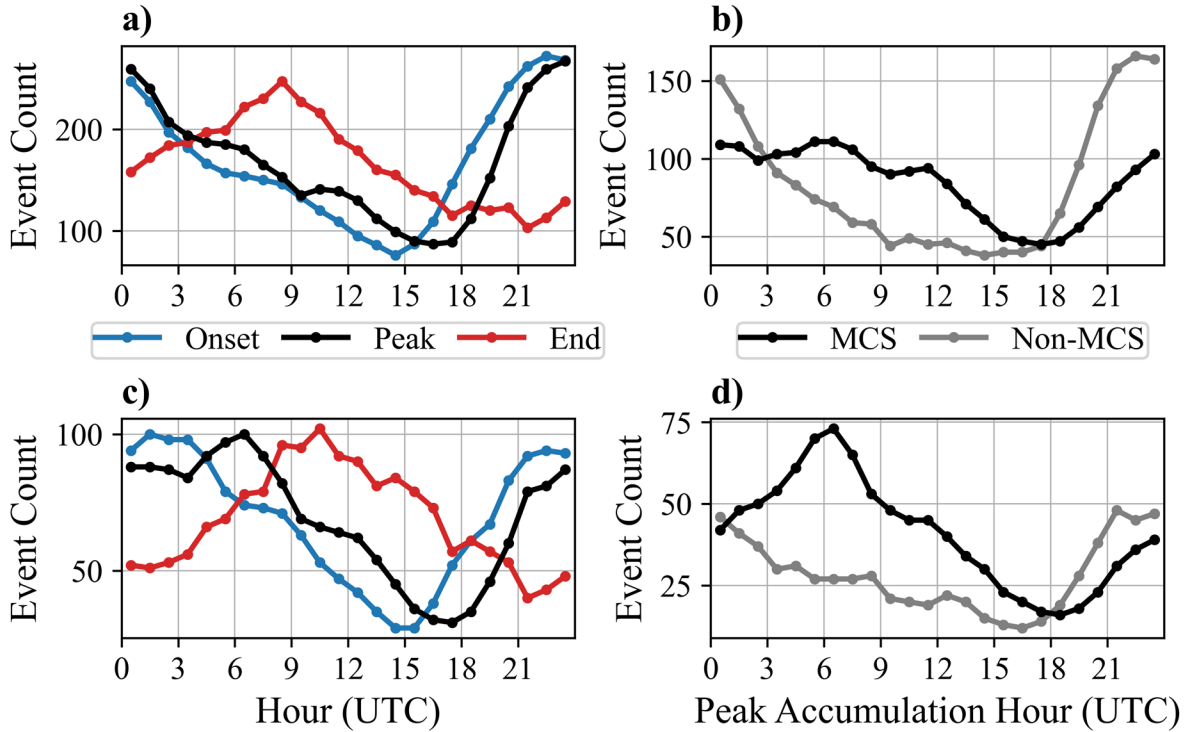 a)
b)
Event Count
200
100
0 3 6 9 12 15 18 21
Event Count
150
100
50
0 3 6 9 12 15 18 21
Onset Peak End
MCS Non-MCS
c)
d)
Event Count
100
50
0 3 6 9 12 15 18 21
Hour (UTC)
Event Count
75
50
25
0 3 6 9 12 15 18 21
Peak Accumulation Hour (UTC)